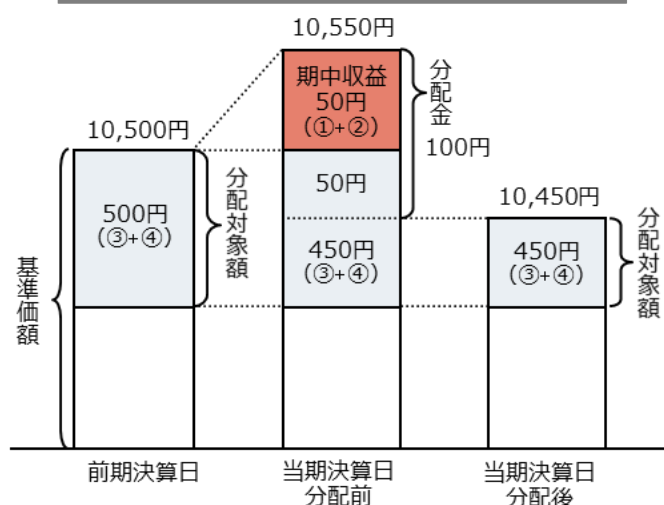 10,550円
期中収益
50円
(①+②)
分配金
100円
10,500円
500円
(③+④)
分配対象額
50円
450円
(③+④)
10,450円
450円
(③+④)
分配対象額
基準価額
前期決算日
当期決算日
分配前
当期決算日
分配後